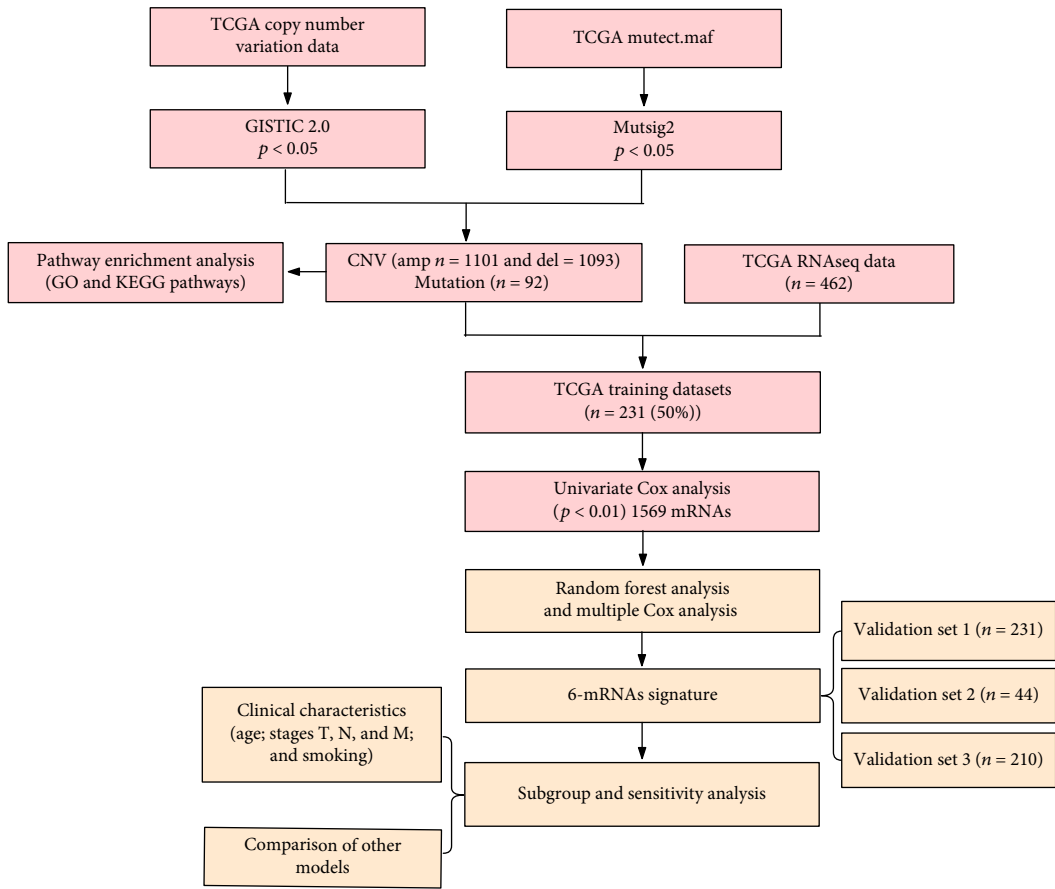 TCGA copy number
variation data
TCGA mutect.maf
GISTIC 2.0
p < 0.05
Mutsig2
p < 0.05
Pathway enrichment analysis
(GO and KEGG pathways)
CNV (amp n = 1101 and del = 1093)
Mutation (n = 92)
TCGA RNAseq data
(n = 462)
TCGA training datasets
(n = 231 (50%))
Univariate Cox analysis
(p < 0.01) 1569 mRNAs
Random forest analysis
and multiple Cox analysis
Validation set 1 (n = 231)
6-mRNAs signature
Validation set 2 (n = 44)
Validation set 3 (n = 210)
Clinical characteristics
(age; stages T, N, and M;
and smoking)
Subgroup and sensitivity analysis
Comparison of other
models